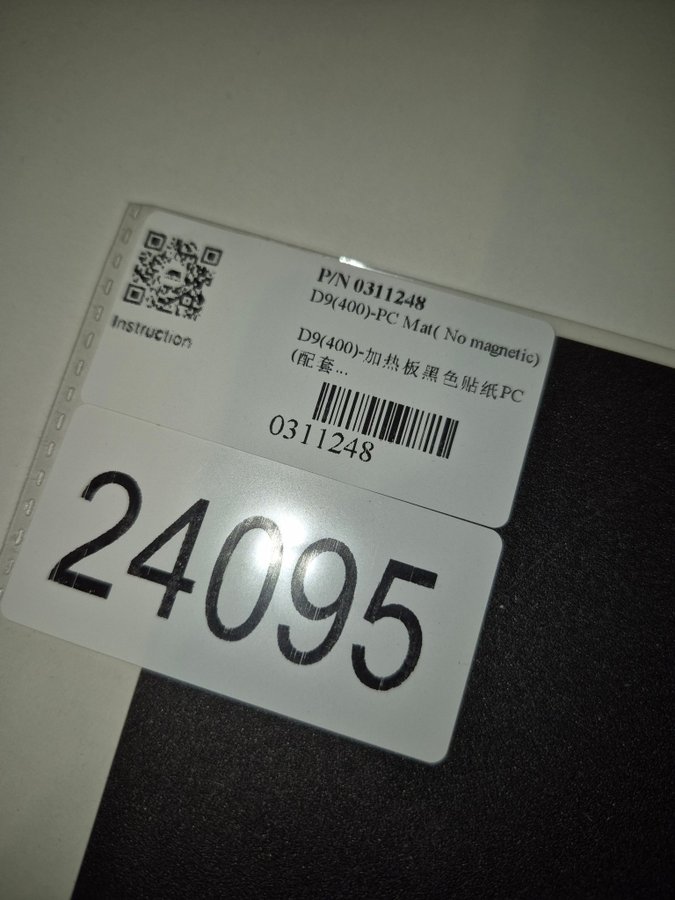 Instruction
P/N 0311248
D9(400)-PC Mat( No magnetic)
D9(400)-加热板黑色贴纸PC
(配套...
0311248
24095